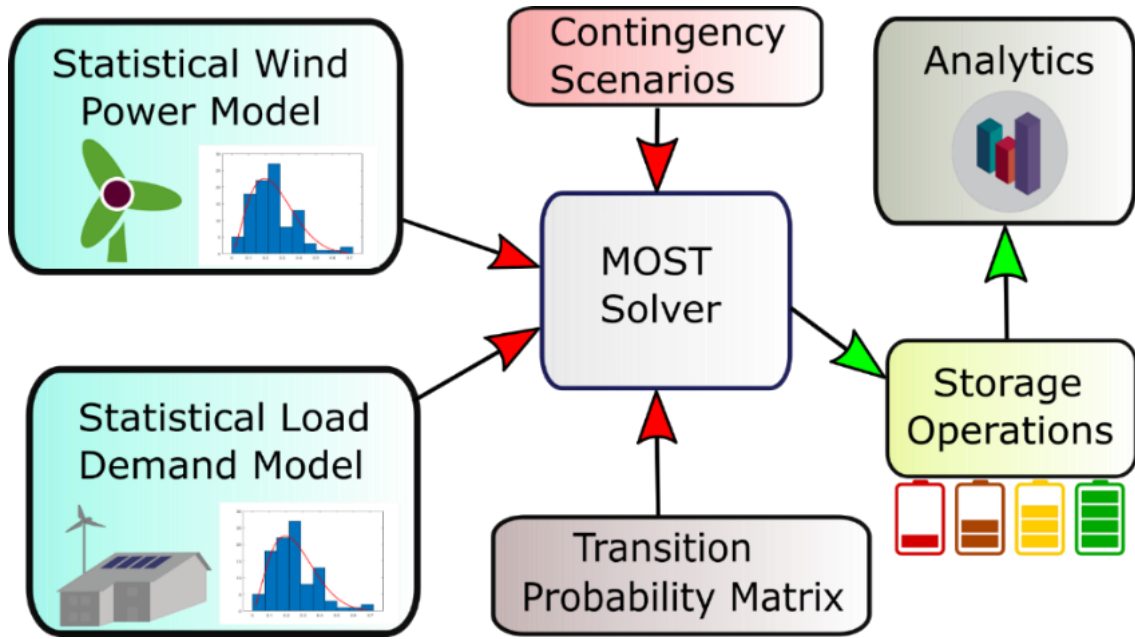 Statistical Wind
Power Model
Contingency
Scenarios
Analytics
MOST
Solver
Statistical Load
Demand Model
Transition
Probability Matrix
Storage
Operations